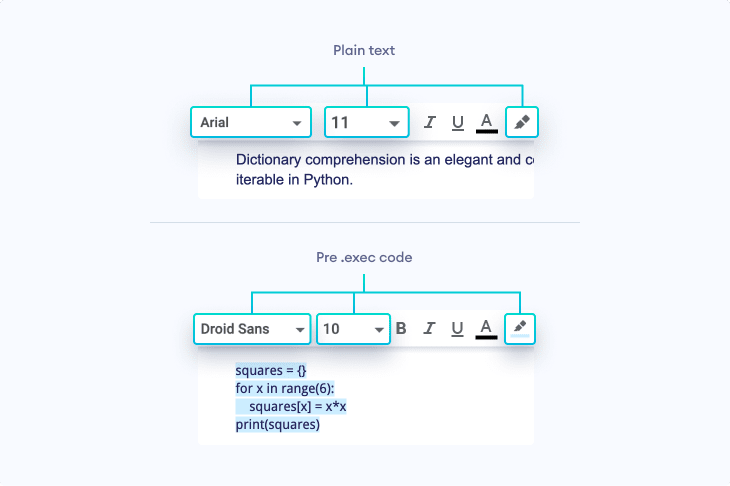 Plain text
Arial 11 I U A
Dictionary comprehension is an elegant and
iterable in Python.
Pre .exec code
Droid Sans 10 B I U A
squares = {}
for x in range(6):
    squares[x] = x*x
print(squares)